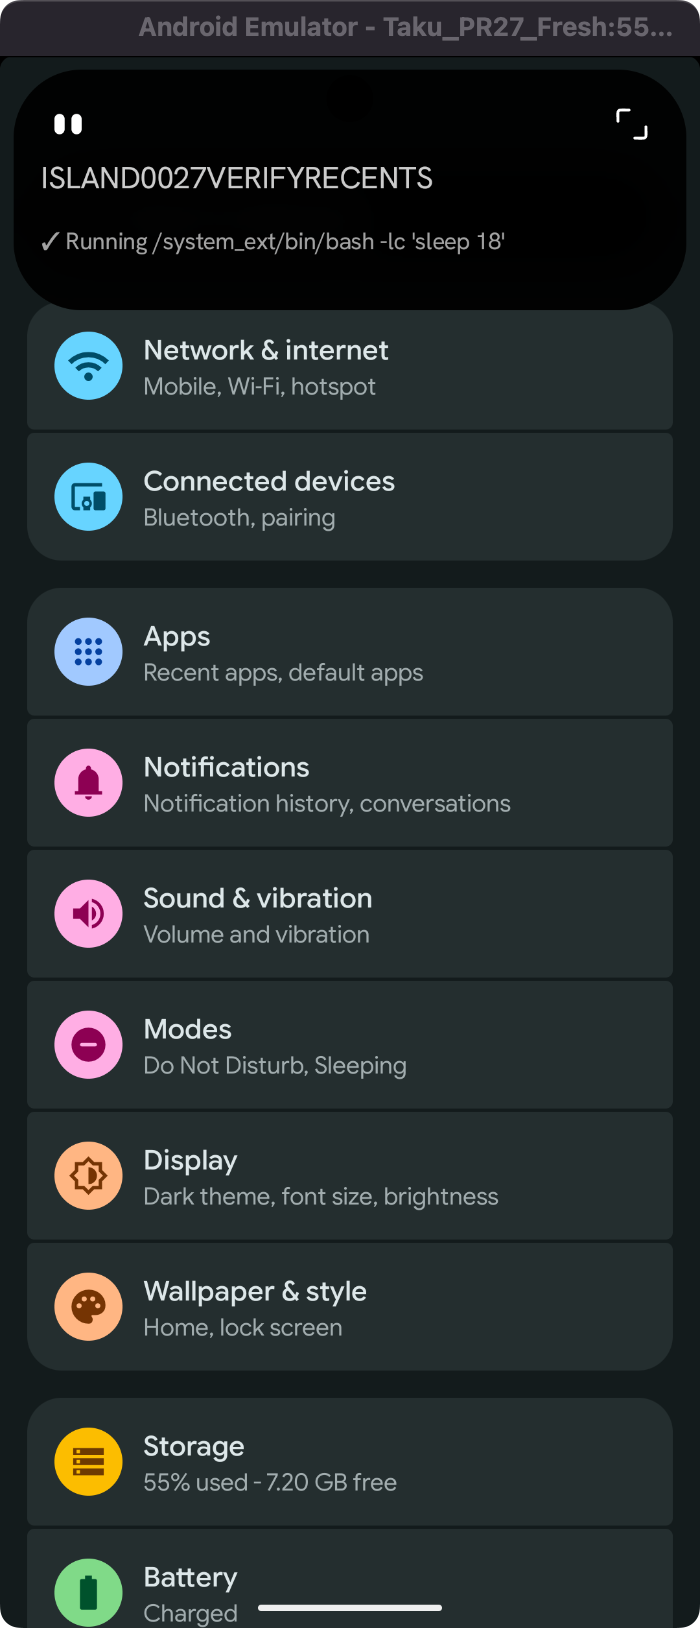 Android Emulator - Taku_PR27_Fresh:55...
ISLAND0027VERIFYRECENTS
✓ Running /system_ext/bin/bash -lc 'sleep 18'
Network & internet
Mobile, Wi-Fi, hotspot
Connected devices
Bluetooth, pairing
Apps
Recent apps, default apps
Notifications
Notification history, conversations
Sound & vibration
Volume and vibration
Modes
Do Not Disturb, Sleeping
Display
Dark theme, font size, brightness
Wallpaper & style
Home, lock screen
Storage
55% used - 7.20 GB free
Battery
Charged